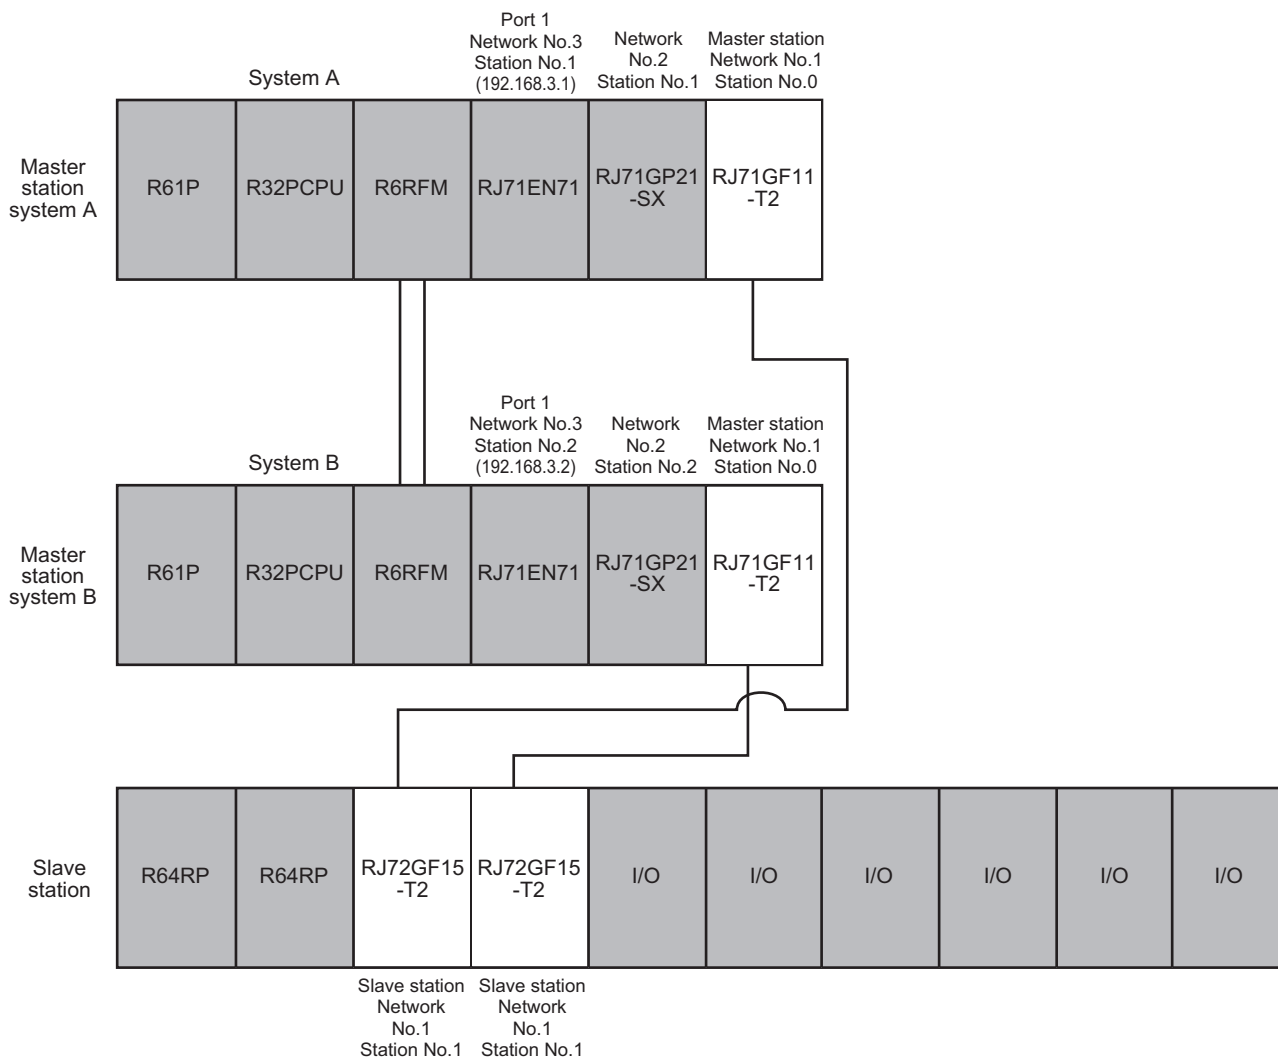 Port 1
Network No.3
Station No.1
(192.168.3.1)
Network
No.2
Station No.1
Master station
Network No.1
Station No.0
System A
Master
station
system A
R61P
R32PCPU
R6RFM
RJ71EN71
RJ71GP21
-SX
RJ71GF11
-T2
Port 1
Network No.3
Station No.2
(192.168.3.2)
Network
No.2
Station No.2
Master station
Network No.1
Station No.0
System B
Master
station
system B
R61P
R32PCPU
R6RFM
RJ71EN71
RJ71GP21
-SX
RJ71GF11
-T2
Slave
station
R64RP
R64RP
RJ72GF15
-T2
RJ72GF15
-T2
I/O
I/O
I/O
I/O
I/O
I/O
Slave station
Network
No.1
Station No.1
Slave station
Network
No.1
Station No.1